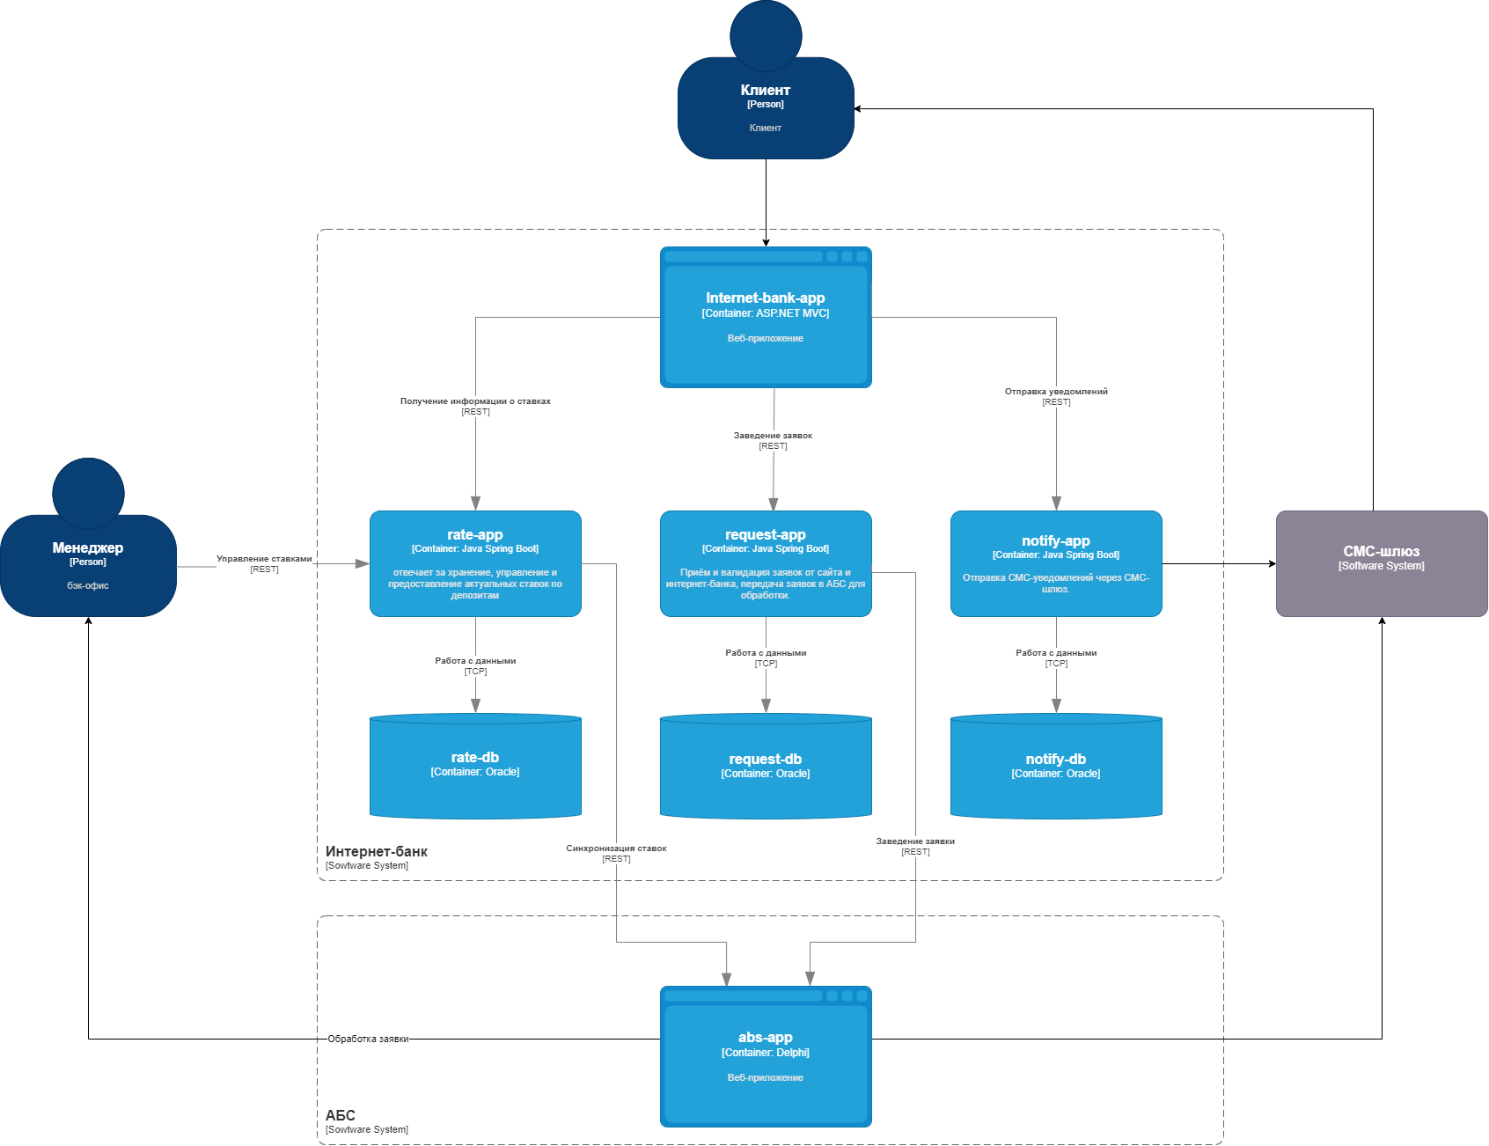 Клиент
[Person]
Клиент
Internet-bank-app
[Container: ASP.NET MVC]
Веб-приложение
Получение информации о ставках
[REST]
Заведение заявок
[REST]
Отправка уведомлений
[REST]
Менеджер
[Person]
бэк-офис
Управление ставками
[REST]
rate-app
[Container: Java Spring Boot]
отвечает за хранение, управление и
предоставление актуальных ставок по
депозитам
request-app
[Container: Java Spring Boot]
Приём и валидация заявок от сайта и
интернет-банка, передача заявок в АБС для
обработки.
notify-app
[Container: Java Spring Boot]
Отправка СМС-уведомлений через СМС-
шлюз.
СМС-шлюз
[Software System]
Работа с данными
[TCP]
Работа с данными
[TCP]
Работа с данными
[TCP]
rate-db
[Container: Oracle]
request-db
[Container: Oracle]
notify-db
[Container: Oracle]
Синхронизация ставок
[REST]
Заведение заявки
[REST]
Интернет-банк
[Sowtware System]
abs-app
[Container: Delphi]
Веб-приложение
Обработка заявки
АБС
[Sowtware System]